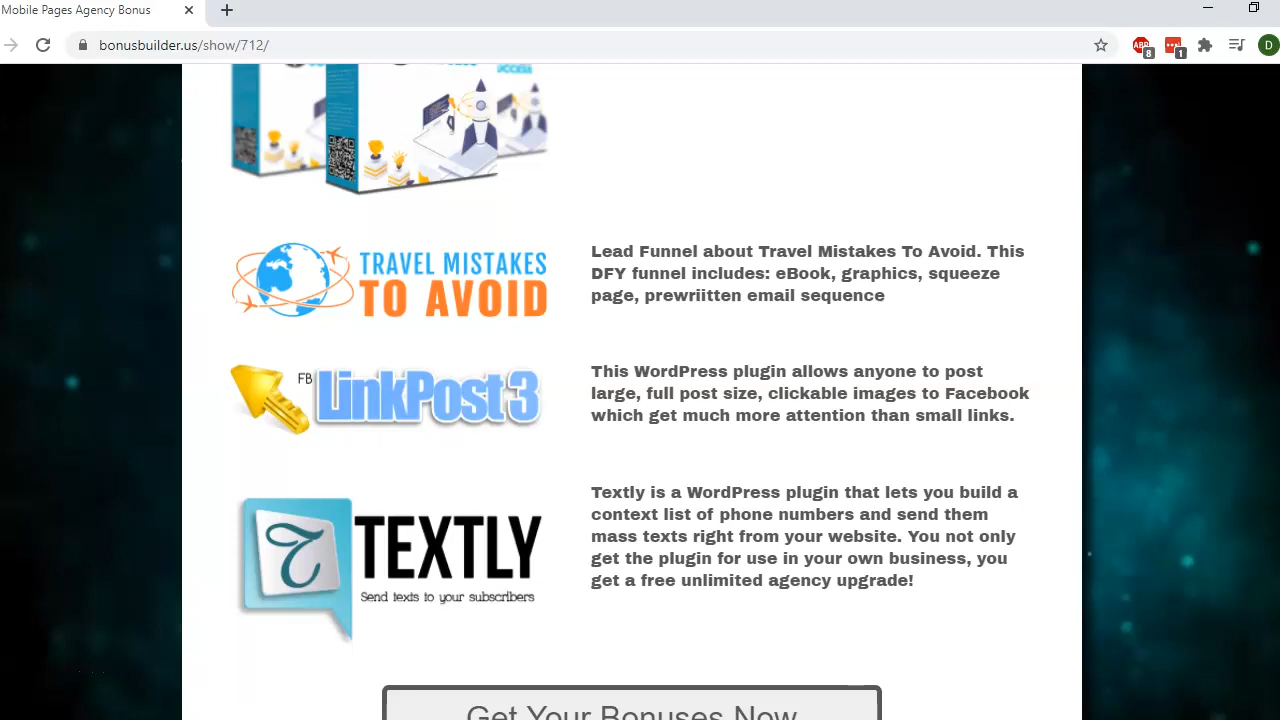 Mobile Pages Agency Bonus
bonusbuilder.us/show/712/
ABP
8
1
D
SUCCESS
TRAVEL MISTAKES
TO AVOID
Lead Funnel about Travel Mistakes To Avoid. This
DFY funnel includes: eBook, graphics, squeeze
page, prewriitten email sequence
FB
LinkPost 3
This WordPress plugin allows anyone to post
large, full post size, clickable images to Facebook
which get much more attention than small links.
T
TEXTLY
Send texts to your subscribers
Textly is a WordPress plugin that lets you build a
context list of phone numbers and send them
mass texts right from your website. You not only
get the plugin for use in your own business, you
get a free unlimited agency upgrade!
Get Your Bonuses Now